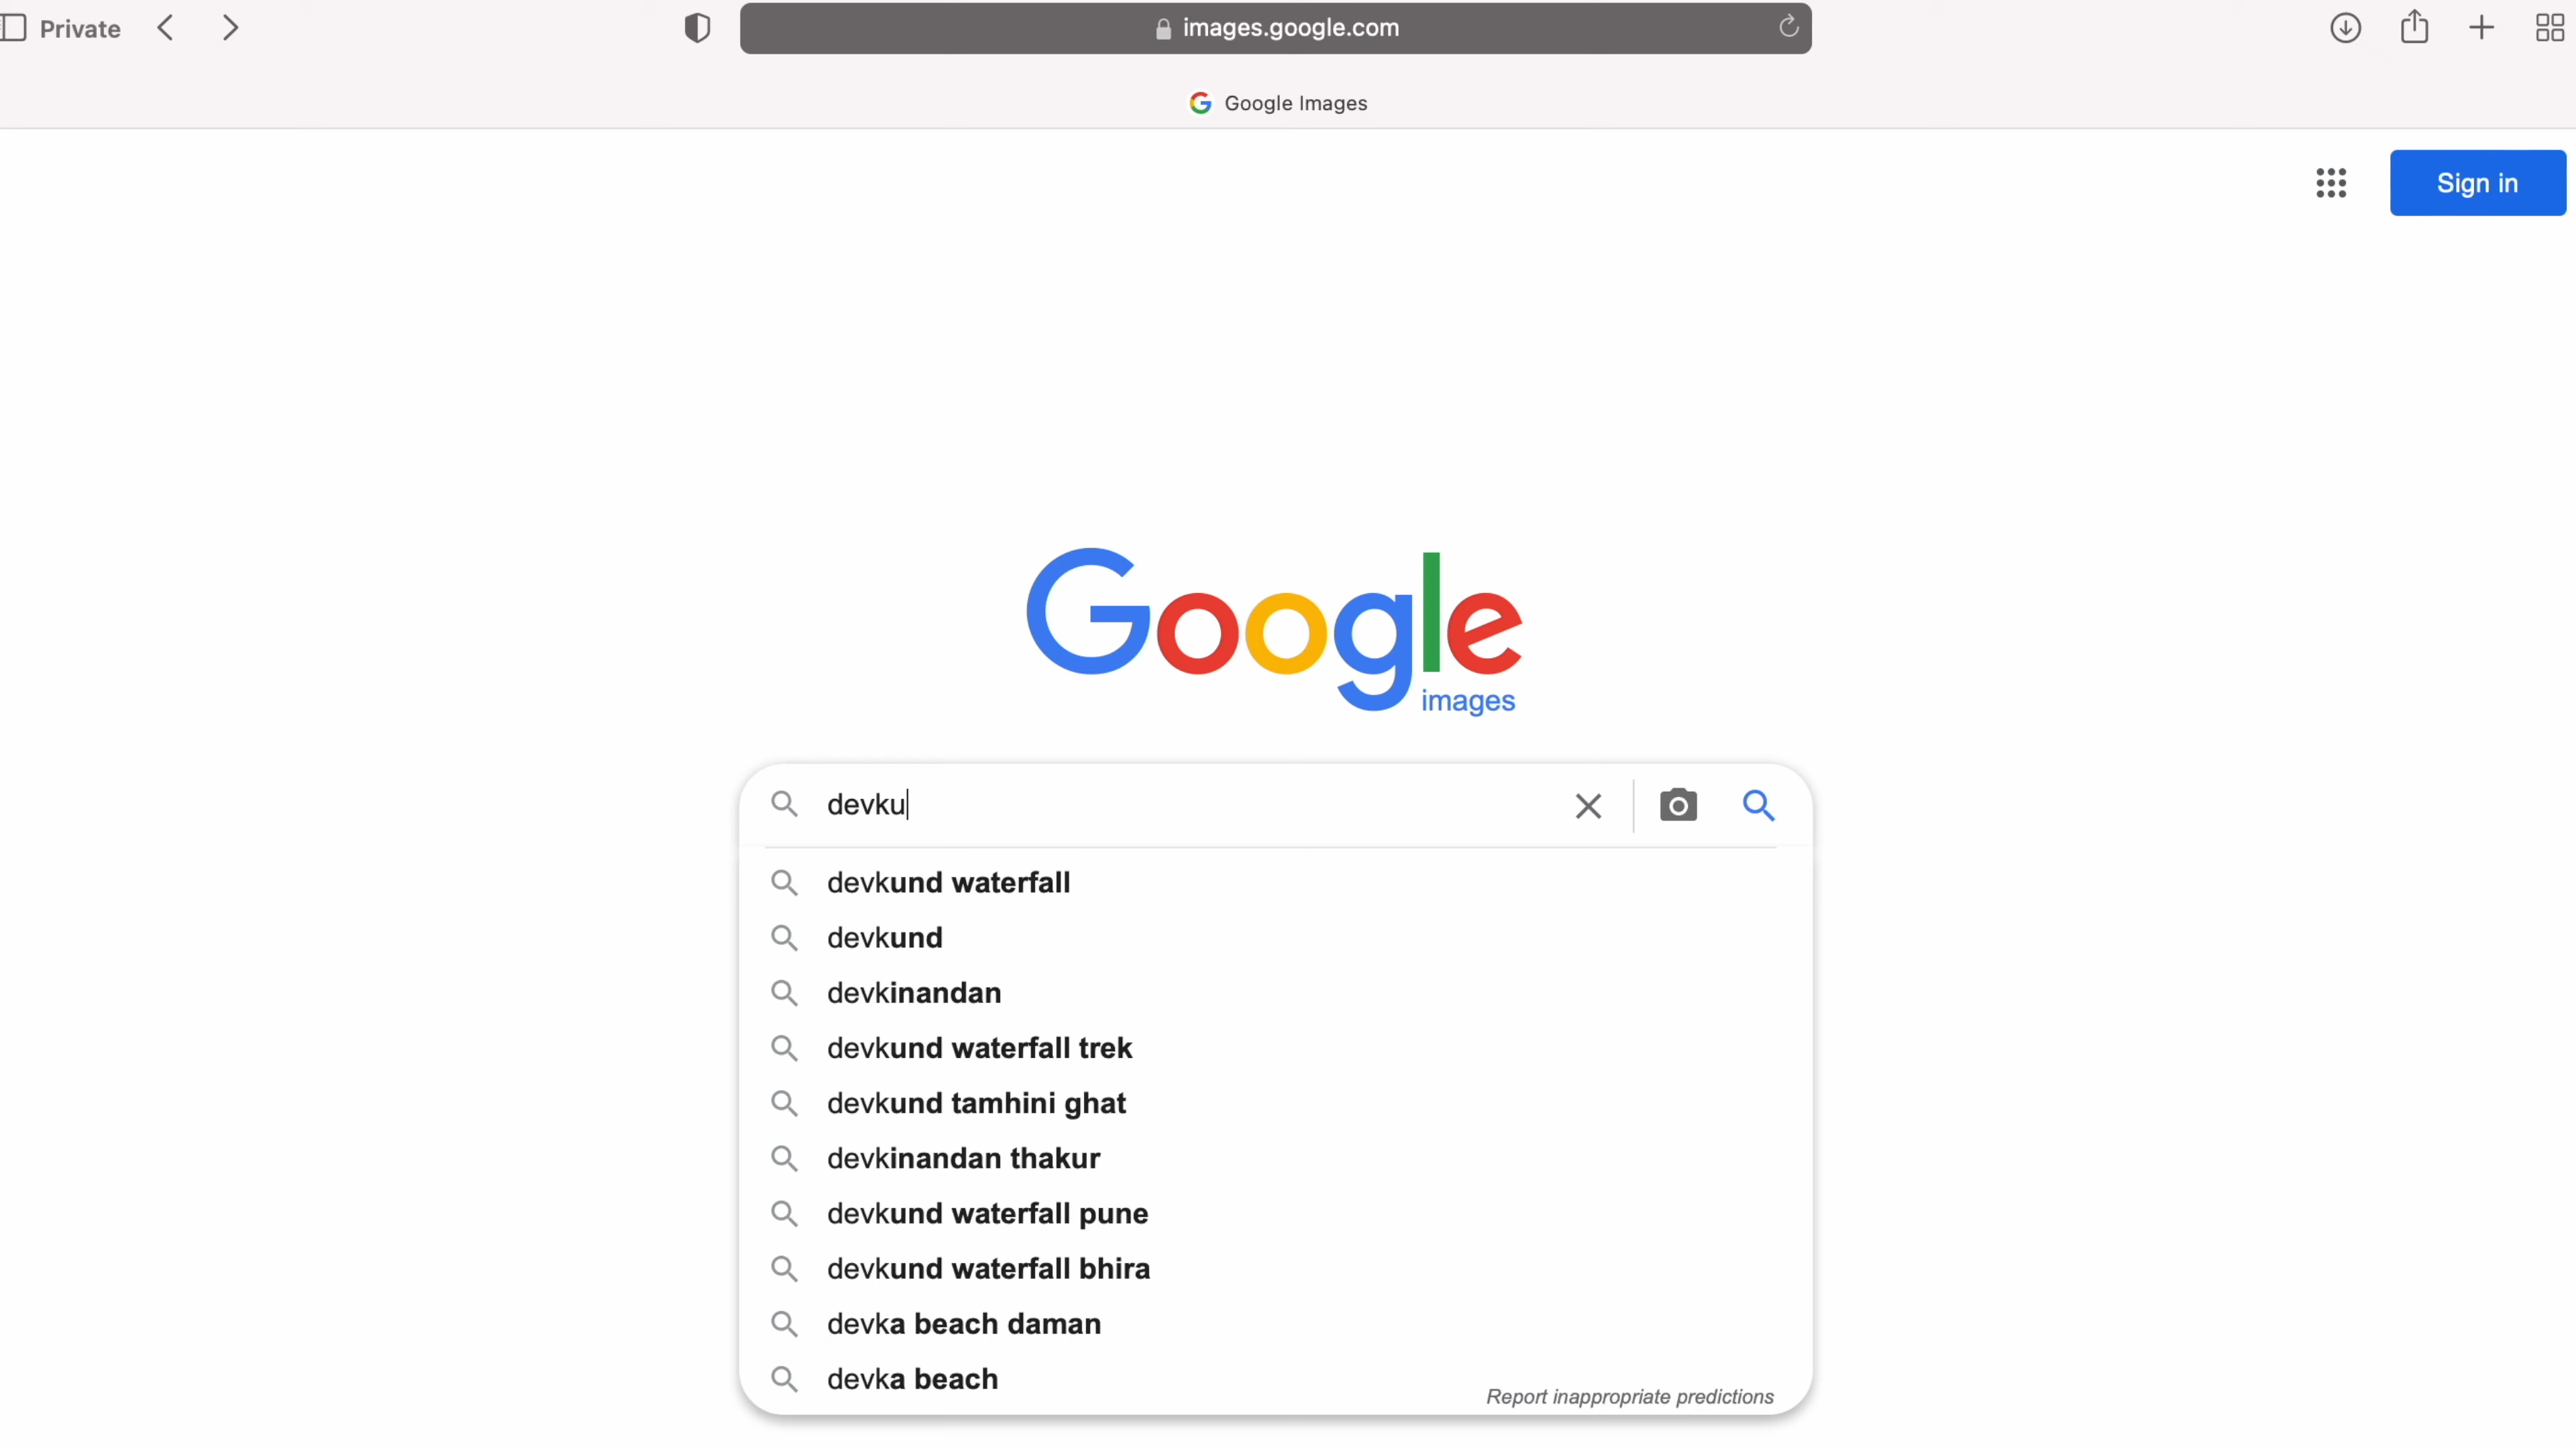 Private
images.google.com
Google Images
Sign in
Google
images
devku
devkund waterfall
devkund
devkinandan
devkund waterfall trek
devkund tamhini ghat
devkinandan thakur
devkund waterfall pune
devkund waterfall bhira
devka beach daman
devka beach
Report inappropriate predictions